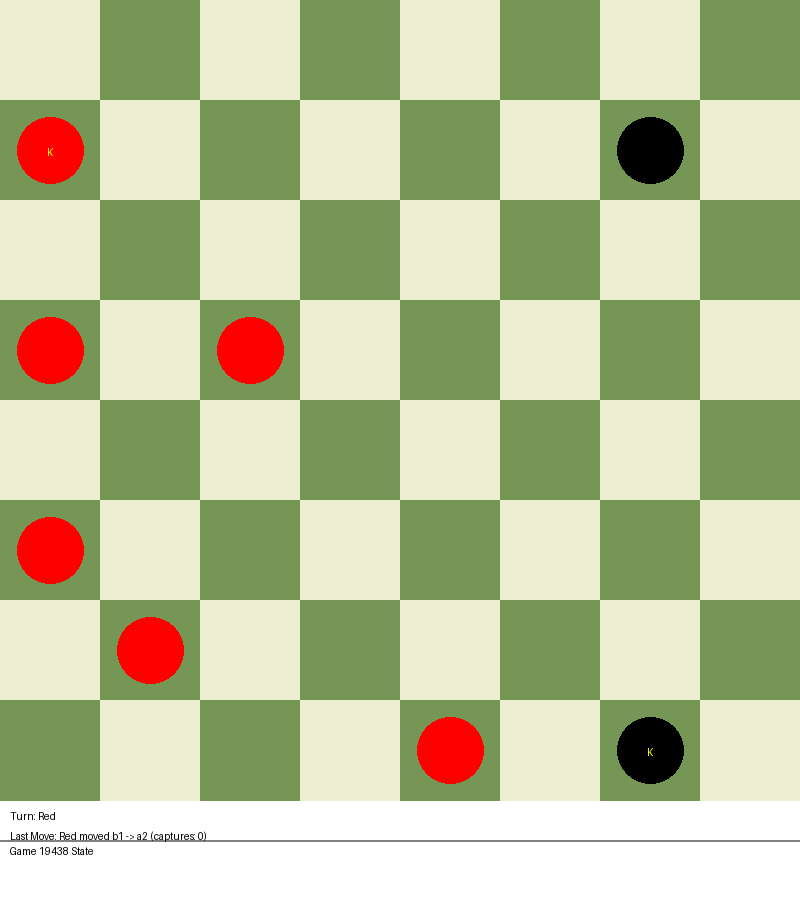 K
K
Turn: Red
Last Move: Red moved b1 -> a2 (captures: 0)
Game 19438 State